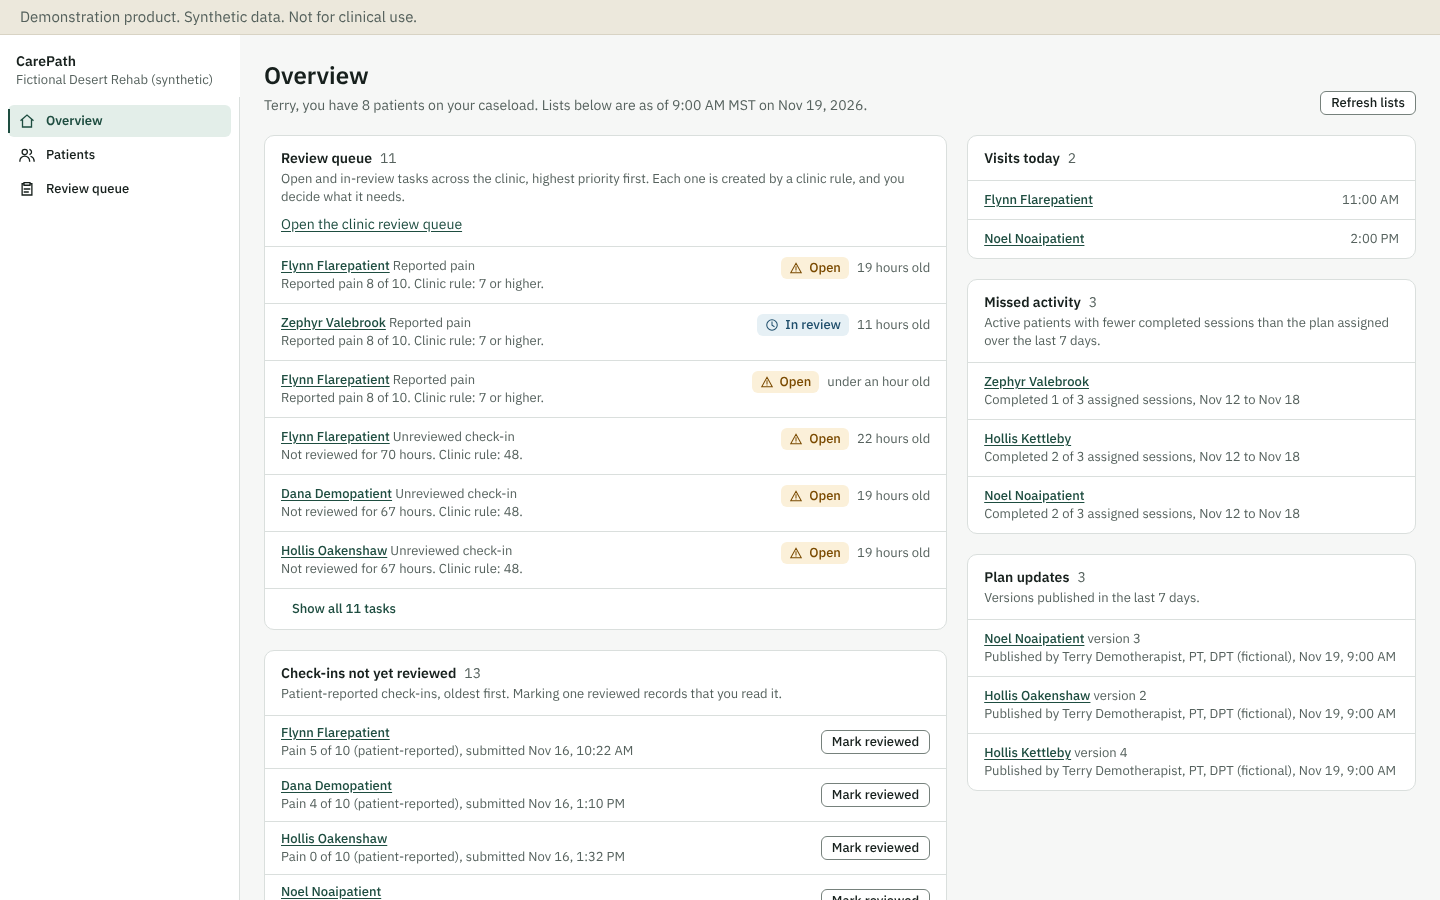 Demonstration product. Synthetic data. Not for clinical use.
CarePath
Fictional Desert Rehab (synthetic)
Overview
Patients
Review queue
Overview
Terry, you have 8 patients on your caseload. Lists below are as of 9:00 AM MST on Nov 19, 2026.
Refresh lists
Review queue 11
Open and in-review tasks across the clinic, highest priority first. Each one is created by a clinic rule, and you
decide what it needs.
Open the clinic review queue
Flynn Flarepatient Reported pain
Reported pain 8 of 10. Clinic rule: 7 or higher.
Open 19 hours old
Zephyr Valebrook Reported pain
Reported pain 8 of 10. Clinic rule: 7 or higher.
In review 11 hours old
Flynn Flarepatient Reported pain
Reported pain 8 of 10. Clinic rule: 7 or higher.
Open under an hour old
Flynn Flarepatient Unreviewed check-in
Not reviewed for 70 hours. Clinic rule: 48.
Open 22 hours old
Dana Demopatient Unreviewed check-in
Not reviewed for 67 hours. Clinic rule: 48.
Open 19 hours old
Hollis Oakenshaw Unreviewed check-in
Not reviewed for 67 hours. Clinic rule: 48.
Open 19 hours old
Show all 11 tasks
Check-ins not yet reviewed 13
Patient-reported check-ins, oldest first. Marking one reviewed records that you read it.
Flynn Flarepatient
Pain 5 of 10 (patient-reported), submitted Nov 16, 10:22 AM
Mark reviewed
Dana Demopatient
Pain 4 of 10 (patient-reported), submitted Nov 16, 1:10 PM
Mark reviewed
Hollis Oakenshaw
Pain 0 of 10 (patient-reported), submitted Nov 16, 1:32 PM
Mark reviewed
Noel Noaipatient
Mark reviewed
Visits today 2
Flynn Flarepatient 11:00 AM
Noel Noaipatient 2:00 PM
Missed activity 3
Active patients with fewer completed sessions than the plan assigned
over the last 7 days.
Zephyr Valebrook
Completed 1 of 3 assigned sessions, Nov 12 to Nov 18
Hollis Kettleby
Completed 2 of 3 assigned sessions, Nov 12 to Nov 18
Noel Noaipatient
Completed 2 of 3 assigned sessions, Nov 12 to Nov 18
Plan updates 3
Versions published in the last 7 days.
Noel Noaipatient version 3
Published by Terry Demotherapist, PT, DPT (fictional), Nov 19, 9:00 AM
Hollis Oakenshaw version 2
Published by Terry Demotherapist, PT, DPT (fictional), Nov 19, 9:00 AM
Hollis Kettleby version 4
Published by Terry Demotherapist, PT, DPT (fictional), Nov 19, 9:00 AM